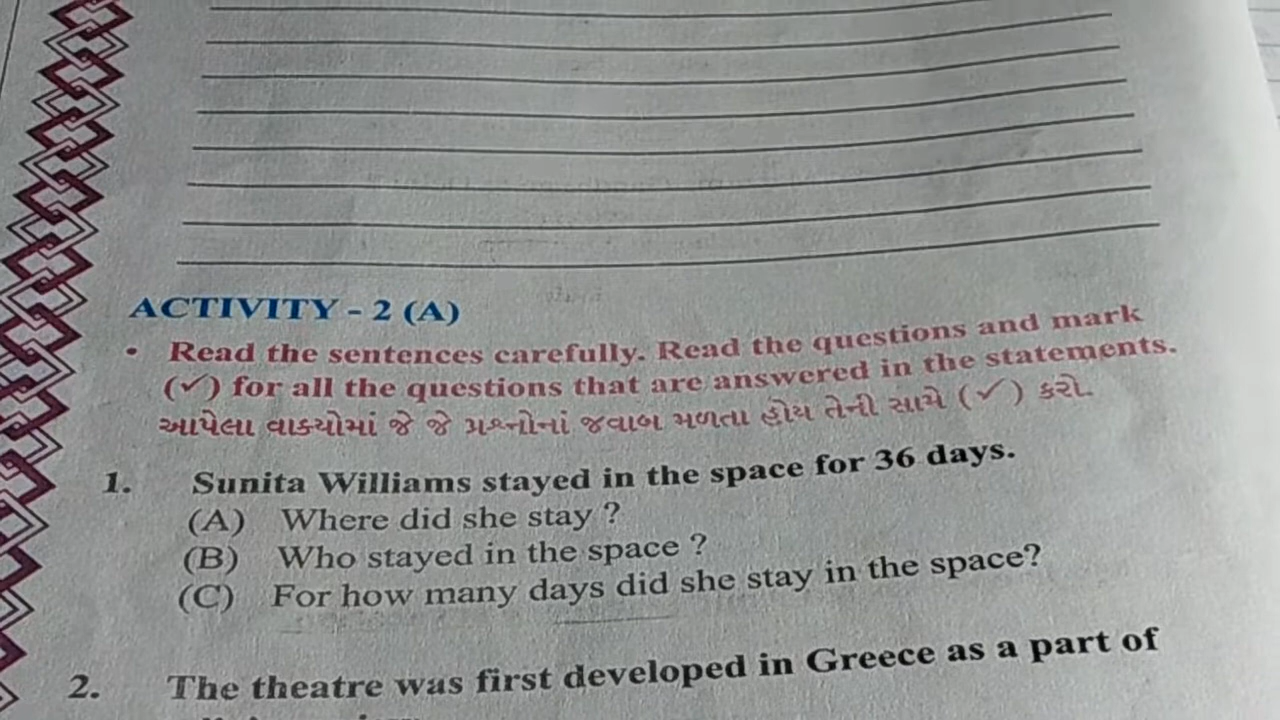 ACTIVITY - 2 (A)
• Read the sentences carefully. Read the questions and mark
(✓) for all the questions that are answered in the statements.
આપેલા વાક્યોમાં જે જે પ્રશ્નોનાં જવાબ મળતા હોય તેની સામે (✓) કરો.
1. Sunita Williams stayed in the space for 36 days.
(A) Where did she stay ?
(B) Who stayed in the space ?
(C) For how many days did she stay in the space?
2. The theatre was first developed in Greece as a part of